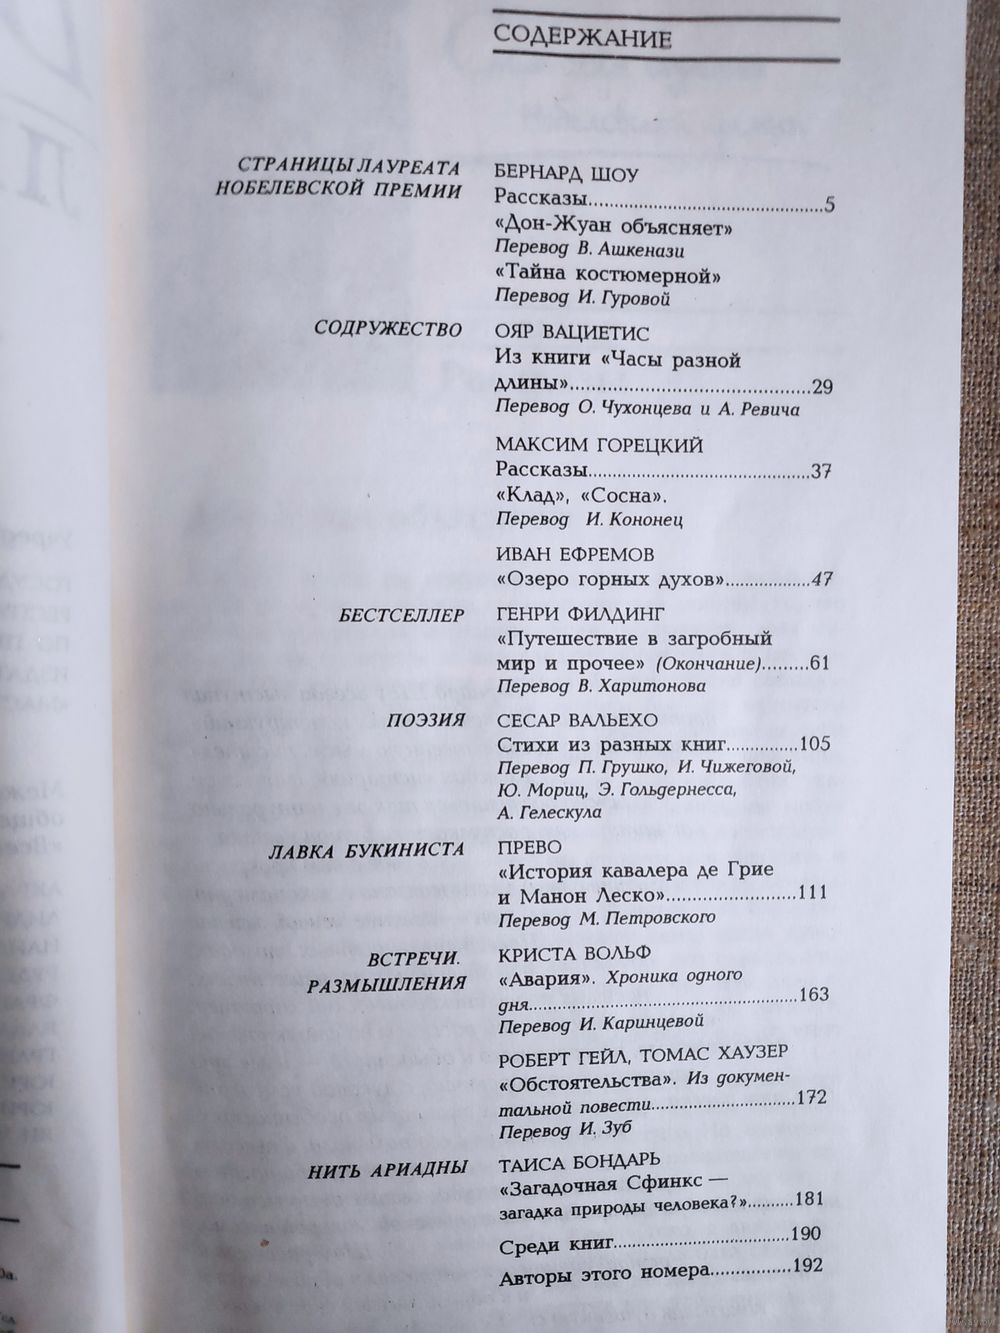 СОДЕРЖАНИЕ
СТРАНИЦЫ ЛАУРЕАТА
НОБЕЛЕВСКОЙ ПРЕМИИ
БЕРНАРД ШОУ
Рассказы...............................................5
«Дон-Жуан объясняет»
Перевод В. Ашкенази
«Тайна костюмерной»
Перевод И. Гуровой
СОДРУЖЕСТВО
ОЯР ВАЦИЕТИС
Из книги «Часы разной
длины»...............................................29
Перевод О. Чухонцева и А. Ревича
МАКСИМ ГОРЕЦКИЙ
Рассказы.............................................37
«Клад», «Сосна».
Перевод И. Кононец
ИВАН ЕФРЕМОВ
«Озеро горных духов».................47
БЕСТСЕЛЛЕР
ГЕНРИ ФИЛДИНГ
«Путешествие в загробный
мир и прочее» (Окончание).........61
Перевод В. Харитонова
ПОЭЗИЯ
СЕСАР ВАЛЬЕХО
Стихи из разных книг..............105
Перевод П. Грушко, И. Чижеговой,
Ю. Мориц, Э. Гольдернесса,
А. Гелескула
ЛАВКА БУКИНИСТА
ПРЕВО
«История кавалера де Грие
и Манон Леско».........................111
Перевод М. Петровского
ВСТРЕЧИ.
РАЗМЫШЛЕНИЯ
КРИСТА ВОЛЬФ
«Авария». Хроника одного
дня.....................................................163
Перевод И. Каринцевой
РОБЕРТ ГЕЙЛ, ТОМАС ХАУЗЕР
«Обстоятельства». Из докумен-
тальной повести............................172
Перевод И. Зуб
НИТЬ АРИАДНЫ
ТАИСА БОНДАРЬ
«Загадочная Сфинкс —
загадка природы человека?»..........181
Среди книг...................................190
Авторы этого номера................192